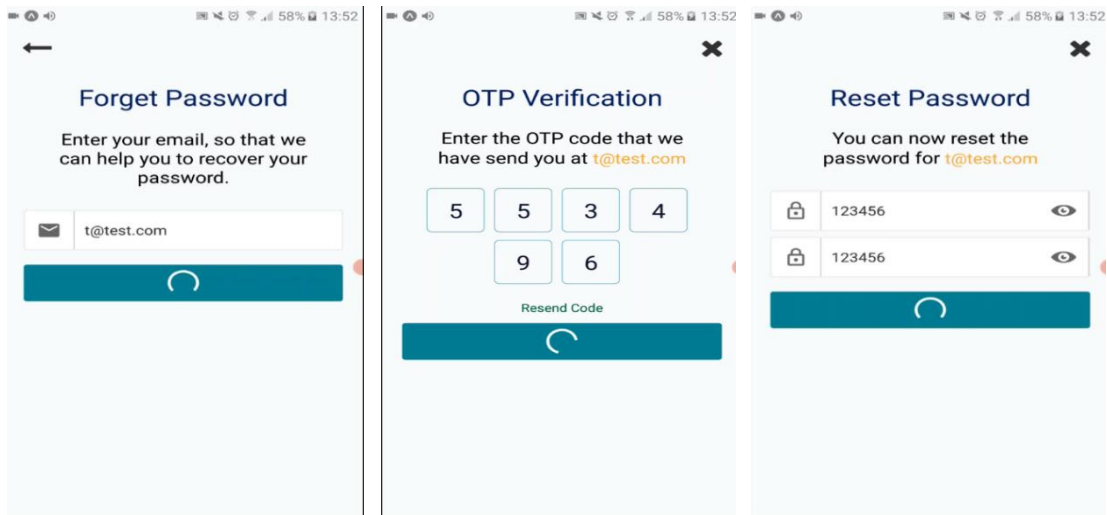 58% 13:52
Forget Password
Enter your email, so that we
can help you to recover your
password.
t@test.com
58% 13:52
OTP Verification
Enter the OTP code that we
have send you at t@test.com
5 5 3 4
9 6
Resend Code
58% 13:52
Reset Password
You can now reset the
password for t@test.com
123456
123456